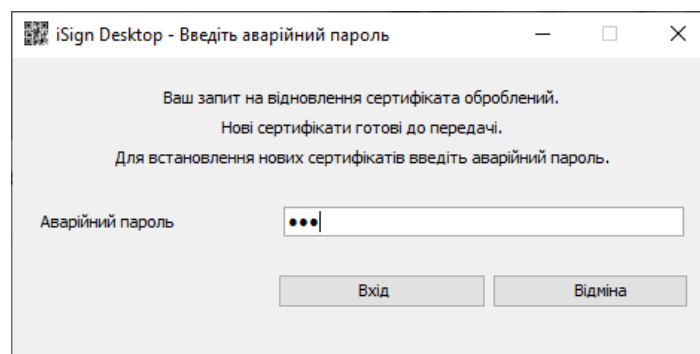 iSign Desktop - Введіть аварійний пароль
Ваш запит на відновлення сертифіката оброблений.
Нові сертифікати готові до передачі.
Для встановлення нових сертифікатів введіть аварійний пароль.
Аварійний пароль •••
Вхід Відміна